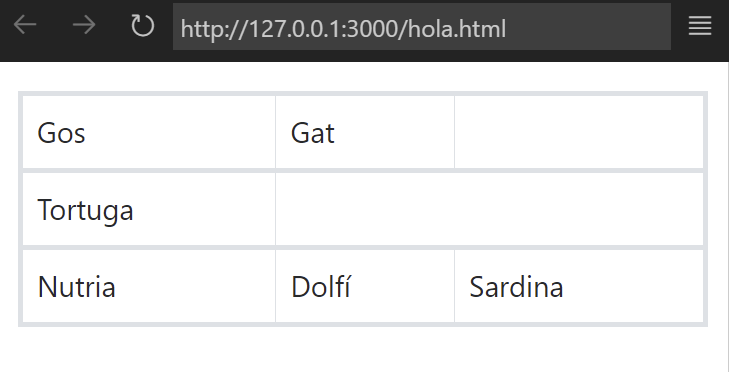 http://127.0.0.1:3000/hola.html
Gos Gat
Tortuga
Nutria Dolfí Sardina